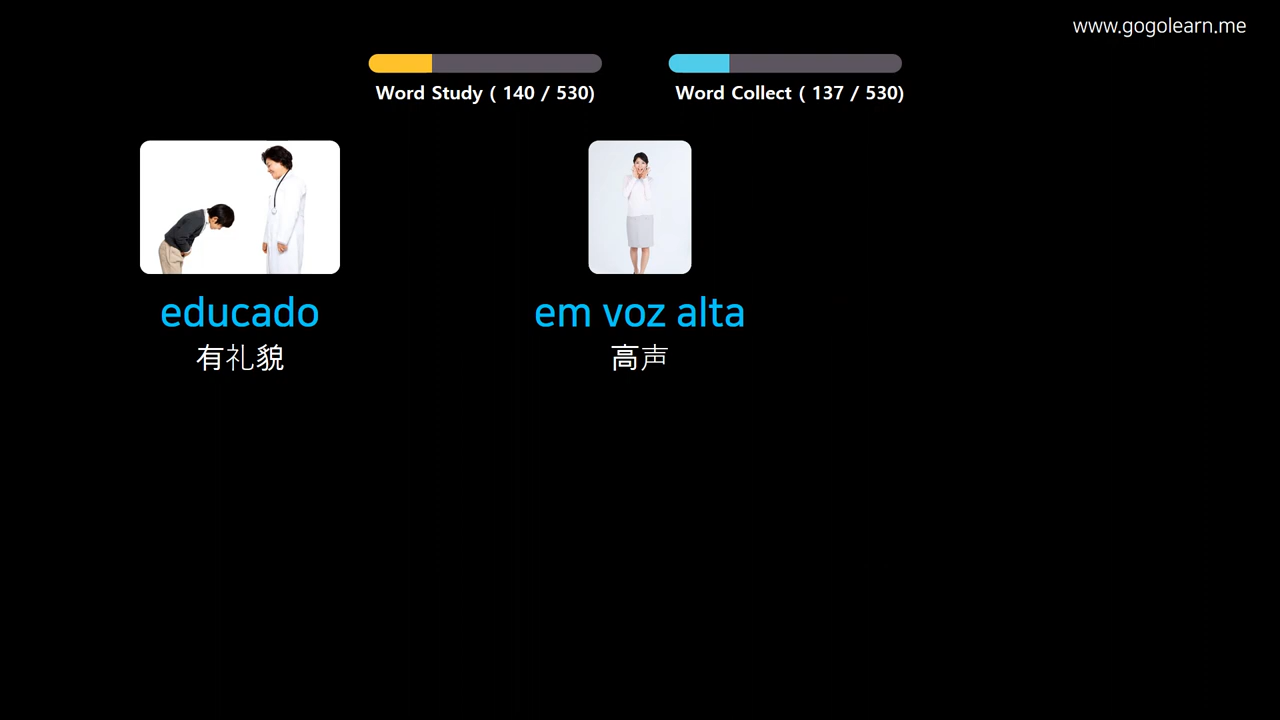 www.gogolearn.me
Word Study ( 140 / 530)
Word Collect ( 137 / 530)
educado
有礼貌
em voz alta
高声